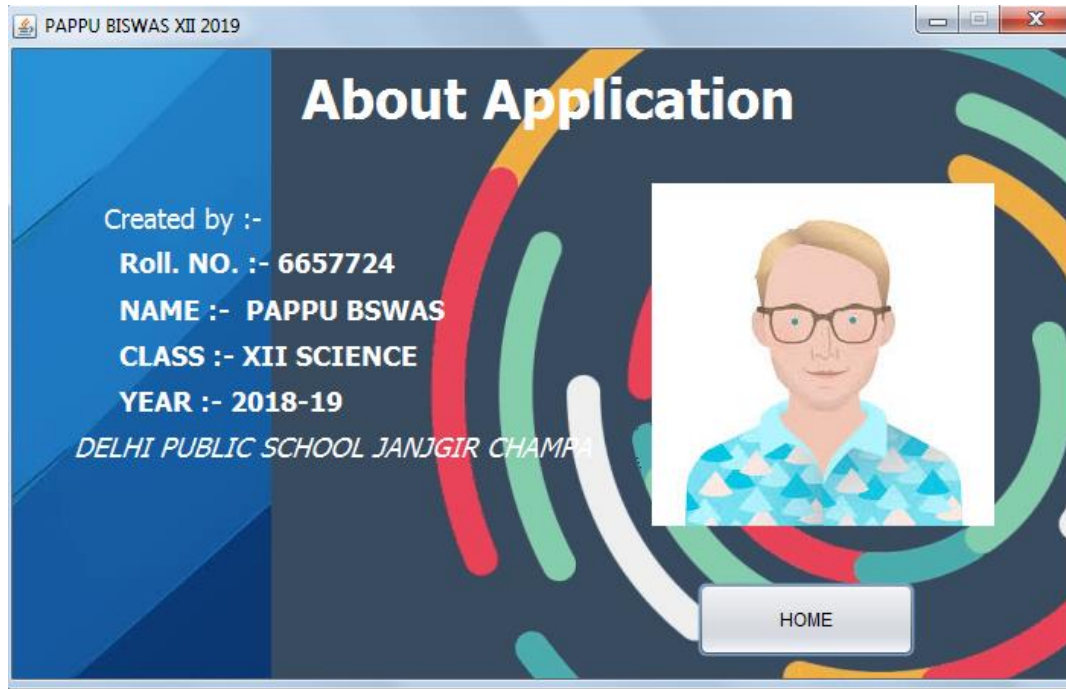 PAPPU BISWAS XII 2019
About Application
Created by :-
Roll. NO. :- 6657724
NAME :- PAPPU BSWAS
CLASS :- XII SCIENCE
YEAR :- 2018-19
DELHI PUBLIC SCHOOL JANJGIR CHAMPA
HOME